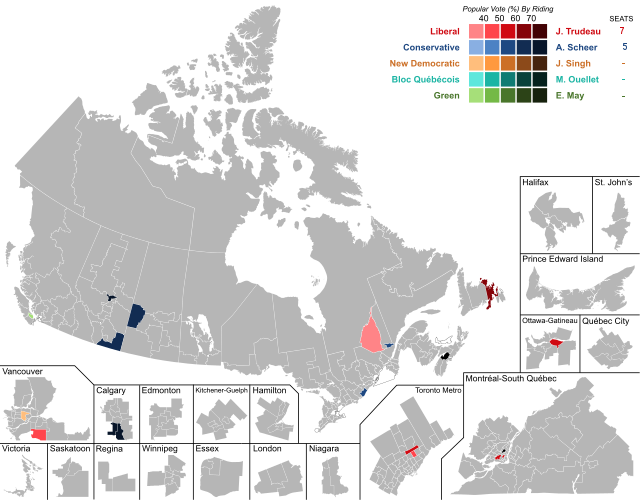 Popular Vote (%) By Riding
40 50 60 70 SEATS
Liberal J. Trudeau 7
Conservative A. Scheer 5
New Democratic J. Singh -
Bloc Québécois M. Ouellet -
Green E. May -
Halifax St. John's
Prince Edward Island
Ottawa-Gatineau Québec City
Vancouver
Calgary Edmonton Kitchener-Guelph Hamilton Toronto Metro Montréal-South Québec
Victoria Saskatoon Regina Winnipeg Essex London Niagara